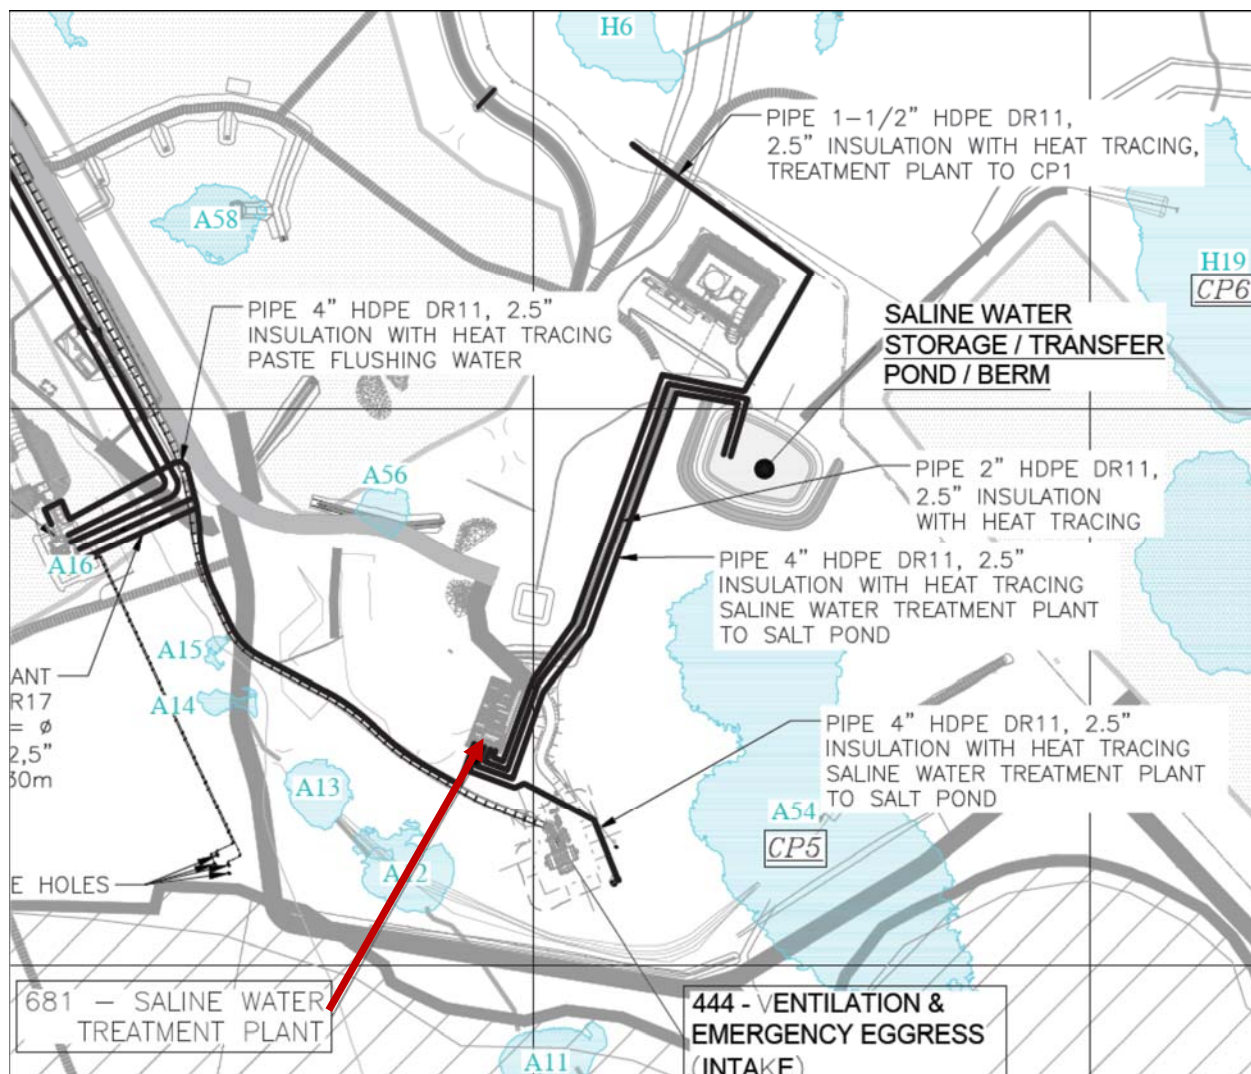 H6
PIPE 1-1/2" HDPE DR11,
2.5" INSULATION WITH HEAT TRACING,
TREATMENT PLANT TO CP1
A58
H19
CP6
PIPE 4" HDPE DR11, 2.5"
INSULATION WITH HEAT TRACING
PASTE FLUSHING WATER
SALINE WATER
STORAGE / TRANSFER
POND / BERM
A56
PIPE 2" HDPE DR11,
2.5" INSULATION
WITH HEAT TRACING
A16
PIPE 4" HDPE DR11, 2.5"
INSULATION WITH HEAT TRACING
SALINE WATER TREATMENT PLANT
TO SALT POND
A15
ANT
R17
= ø
2,5"
30m
A14
PIPE 4" HDPE DR11, 2.5"
INSULATION WITH HEAT TRACING
SALINE WATER TREATMENT PLANT
TO SALT POND
A13
A54
CP5
A12
E HOLES
681 - SALINE WATER
TREATMENT PLANT
444 - VENTILATION &
EMERGENCY EGGRESS
(INTAKE)
A11